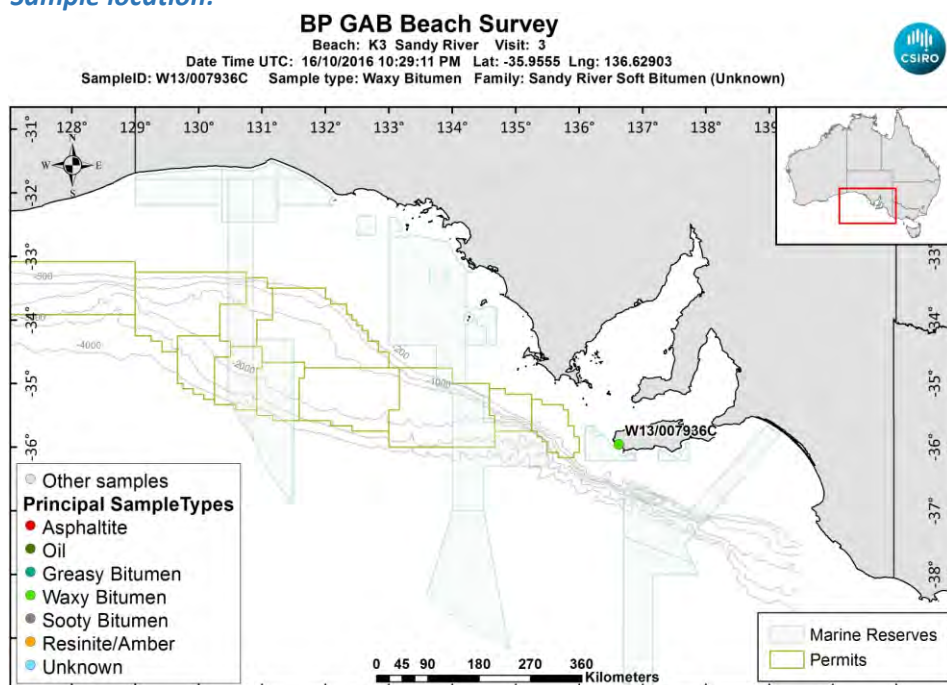 Sample location:
BP GAB Beach Survey
Beach: K3 Sandy River Visit: 3
Date Time UTC: 16/10/2016 10:29:11 PM Lat: -35.9555 Lng: 136.62903
SampleID: W13/007936C Sample type: Waxy Bitumen Family: Sandy River Soft Bitumen (Unknown)
CSIRO
128° 129° 130° 131° 132° 133° 134° 135° 136° 137° 138° 139°
-31°
-32°
-33°
-34°
-35°
-36°
-37°
-38°
N
W E
S
-31°
-33°
-34°
-35°
-36°
-37°
-38°
-4000
-2000
-200
-1000
W13/007936C
Other samples
Principal SampleTypes
Asphaltite
Oil
Greasy Bitumen
Waxy Bitumen
Sooty Bitumen
Resinite/Amber
Unknown
0 45 90 180 270 360
Kilometers
Marine Reserves
Permits